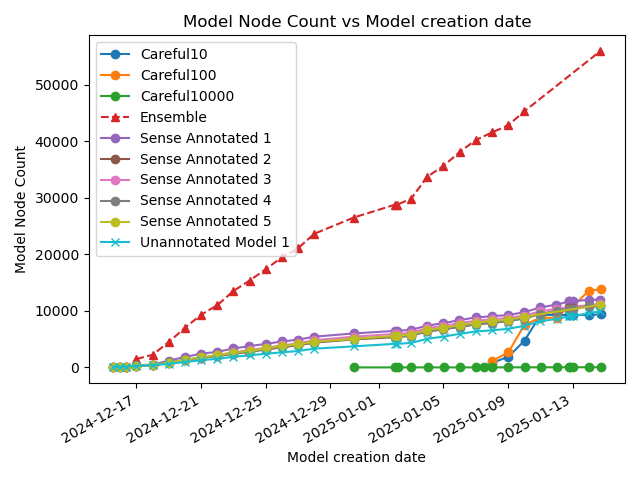 Model Node Count vs Model creation date
Careful10
Careful100
Careful10000
Ensemble
Sense Annotated 1
Sense Annotated 2
Sense Annotated 3
Sense Annotated 4
Sense Annotated 5
Unannotated Model 1
Model Node Count
50000
40000
30000
20000
10000
0
2024-12-17
2024-12-21
2024-12-25
2024-12-29
2025-01-01
2025-01-05
2025-01-09
2025-01-13
Model creation date